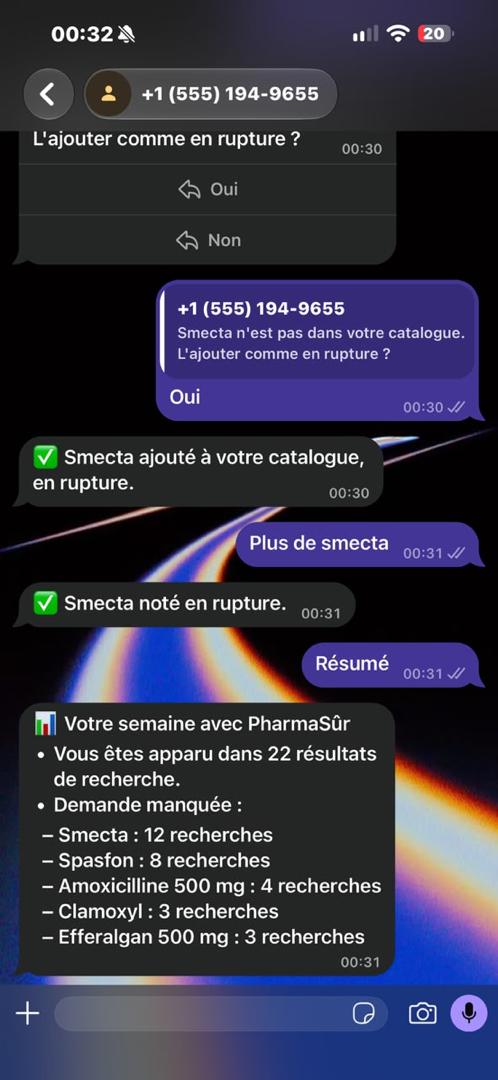 00:32
20
+1 (555) 194-9655
L'ajouter comme en rupture ?
00:30
Oui
Non
+1 (555) 194-9655
Smecta n'est pas dans votre catalogue.
L'ajouter comme en rupture ?
Oui
00:30
✅ Smecta ajouté à votre catalogue,
en rupture.
00:30
Plus de smecta
00:31
✅ Smecta noté en rupture.
00:31
Résumé
00:31
📊 Votre semaine avec PharmaSûr
• Vous êtes apparu dans 22 résultats
de recherche.
• Demande manquée :
– Smecta : 12 recherches
– Spasfon : 8 recherches
– Amoxicilline 500 mg : 4 recherches
– Clamoxyl : 3 recherches
– Efferalgan 500 mg : 3 recherches
00:31